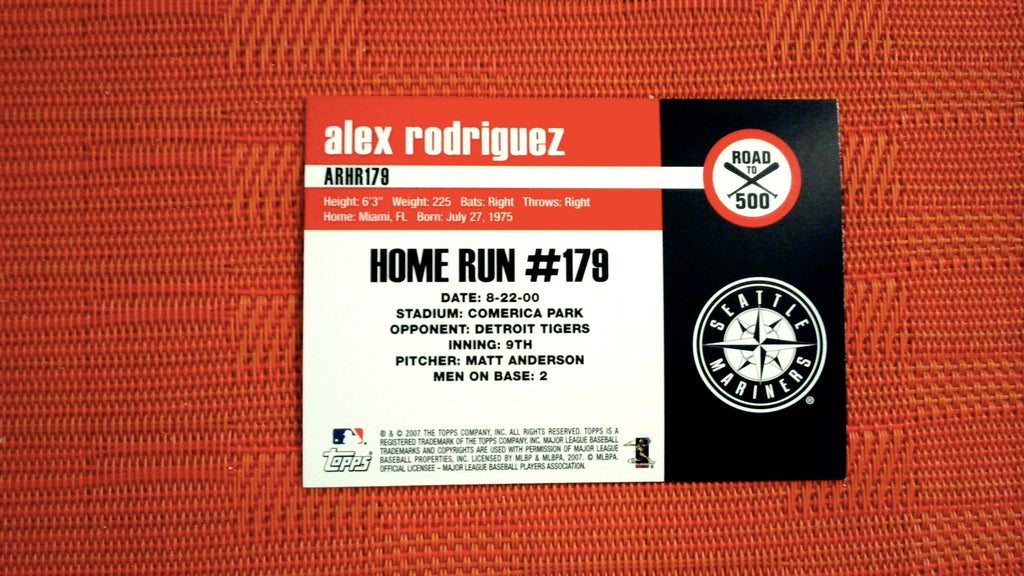 alex rodriguez
ARHR179
Height: 6'3" Weight: 225 Bats: Right Throws: Right
Home: Miami, FL Born: July 27, 1975
HOME RUN #179
DATE: 8-22-00
STADIUM: COMERICA PARK
OPPONENT: DETROIT TIGERS
INNING: 9TH
PITCHER: MATT ANDERSON
MEN ON BASE: 2
® & © 2007 THE TOPPS COMPANY, INC. ALL RIGHTS RESERVED. TOPPS IS A
REGISTERED TRADEMARK OF THE TOPPS COMPANY, INC. MAJOR LEAGUE BASEBALL
TRADEMARKS AND COPYRIGHTS ARE USED WITH PERMISSION OF MAJOR LEAGUE
BASEBALL PROPERTIES, INC. LICENSED BY MLBP & MLBPA, 2007. © MLBPA.
OFFICIAL LICENSEE – MAJOR LEAGUE BASEBALL PLAYERS ASSOCIATION.
Topps
ROAD
TO
500
SEATTLE
MARINERS
®